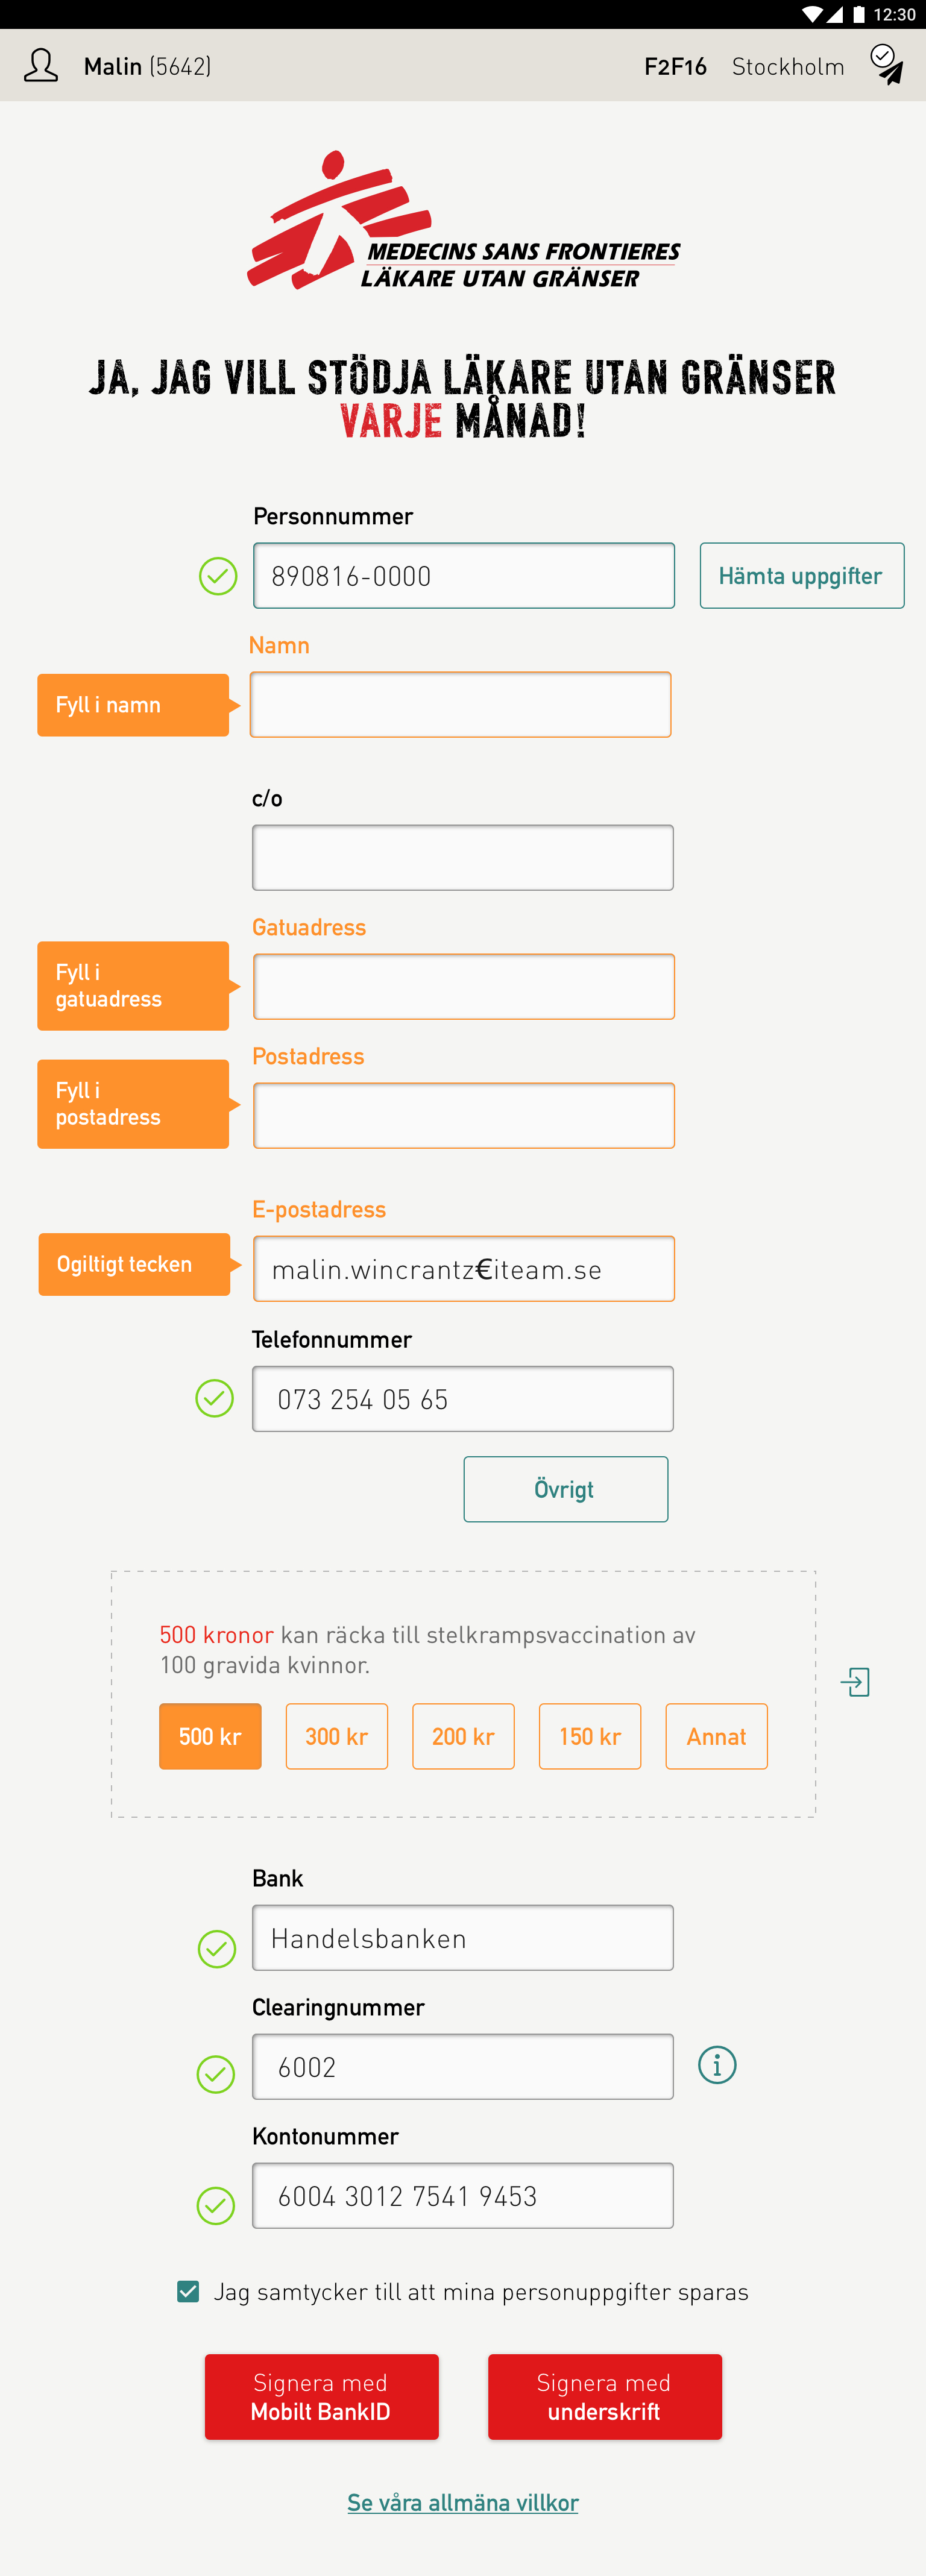 12:30
Malin (5642) F2F16 Stockholm
MEDECINS SANS FRONTIERES
LÄKARE UTAN GRÄNSER
JA, JAG VILL STÖDJA LÄKARE UTAN GRÄNSER
VARJE MÅNAD!
Personnummer
890816-0000
Hämta uppgifter
Namn
Fyll i namn
c/o
Gatuadress
Fyll i
gatuadress
Postadress
Fyll i
postadress
E-postadress
Ogiltigt tecken
malin.wincrantz€iteam.se
Telefonnummer
073 254 05 65
Övrigt
500 kronor kan räcka till stelkrampsvaccination av
100 gravida kvinnor.
500 kr 300 kr 200 kr 150 kr Annat
Bank
Handelsbanken
Clearingnummer
6002
Kontonummer
6004 3012 7541 9453
Jag samtycker till att mina personuppgifter sparas
Signera med
Mobilt BankID
Signera med
underskrift
Se våra allmäna villkor